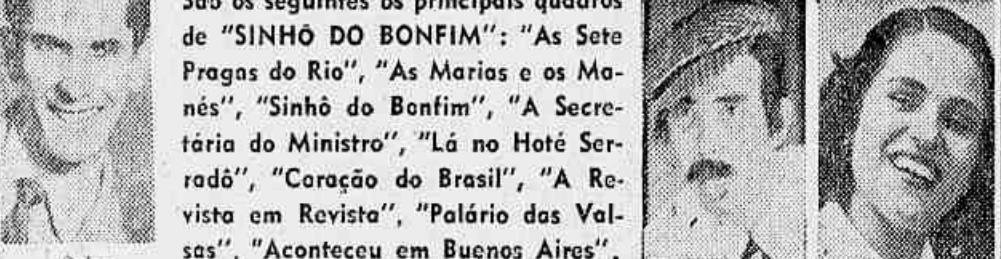 São os seguintes os principais quadros
de "SINHÔ DO BONFIM": "As Sete
Pragas do Rio", "As Marias e os Ma-
nés", "Sinhô do Bonfim", "A Secre-
tária do Ministro", "Lá no Hoté Ser-
radô", "Coração do Brasil", "A Re-
vista em Revista", "Palário das Val-
sas", "Aconteceu em Buenos Aires",